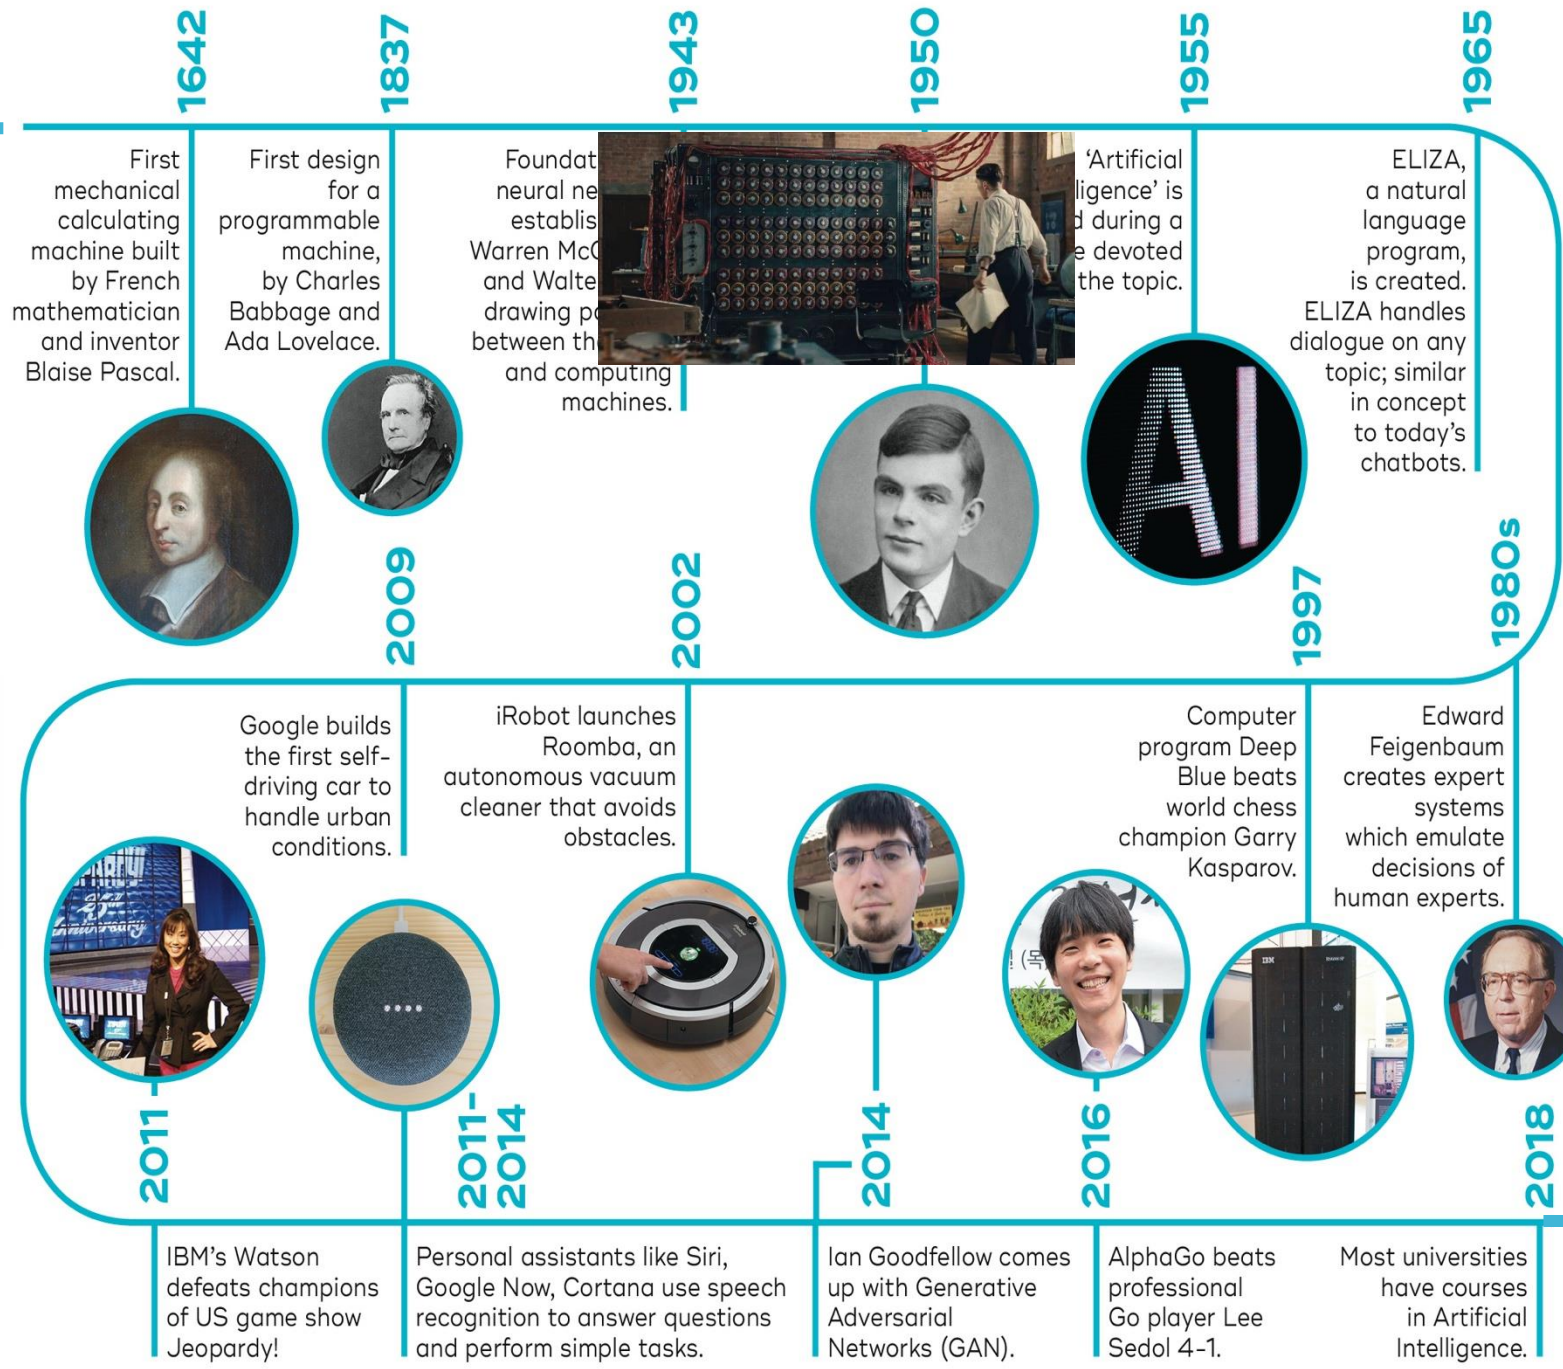 1642
First
mechanical
calculating
machine built
by French
mathematician
and inventor
Blaise Pascal.
1837
First design
for a
programmable
machine,
by Charles
Babbage and
Ada Lovelace.
1943
Foundat
neural ne
establis
Warren McC
and Walte
drawing pa
between th
and computing
machines.
1950
1955
‘Artificial
ligence’ is
d during a
e devoted
the topic.
1965
ELIZA,
a natural
language
program,
is created.
ELIZA handles
dialogue on any
topic; similar
in concept
to today’s
chatbots.
1980s
Edward
Feigenbaum
creates expert
systems
which emulate
decisions of
human experts.
1997
Computer
program Deep
Blue beats
world chess
champion Garry
Kasparov.
IBM
2002
iRobot launches
Roomba, an
autonomous vacuum
cleaner that avoids
obstacles.
2009
Google builds
the first self-
driving car to
handle urban
conditions.
2011
IBM’s Watson
defeats champions
of US game show
Jeopardy!
2011-
2014
Personal assistants like Siri,
Google Now, Cortana use speech
recognition to answer questions
and perform simple tasks.
2014
Ian Goodfellow comes
up with Generative
Adversarial
Networks (GAN).
2016
AlphaGo beats
professional
Go player Lee
Sedol 4-1.
2018
Most universities
have courses
in Artificial
Intelligence.
AI
Anniversary
(목